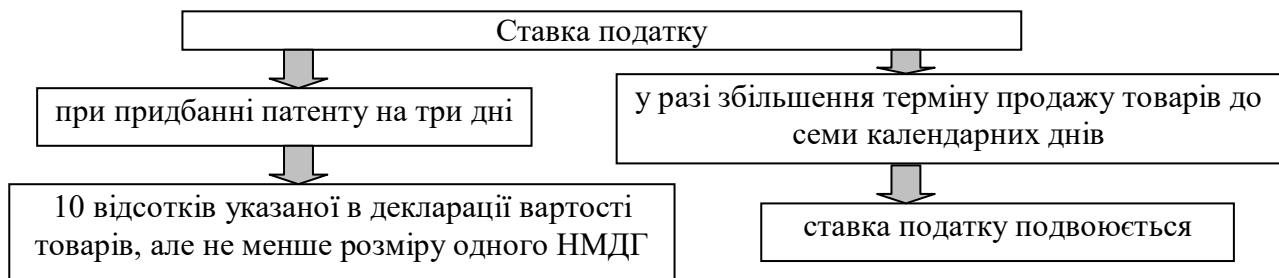 Ставка податку
при придбанні патенту на три дні
у разі збільшення терміну продажу товарів до
семи календарних днів
10 відсотків указаної в декларації вартості
товарів, але не менше розміру одного НМДГ
ставка податку подвоюється